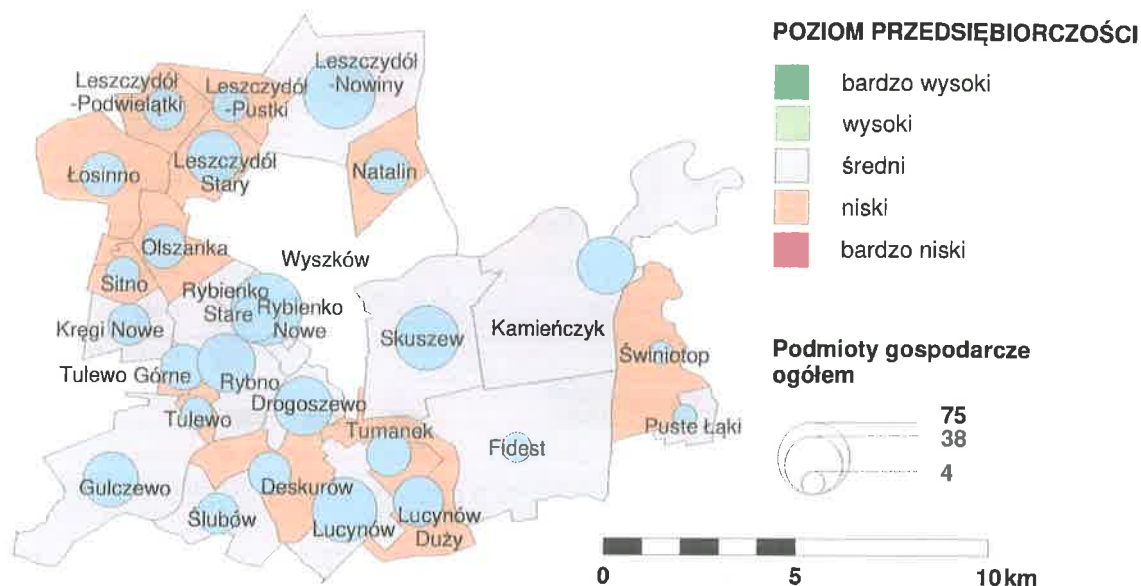 Leszczydół
-Podwielątki
Leszczydół
-Pustki
Leszczydół
-Nowiny
Łosinno
Leszczydół
Stary
Natalin
Olszanka
Sitno
Wyszków
Rybienko
Stare
Rybienko
Nowe
Kręgi Nowe
Skuszew
Kamieńczyk
Świniotop
Tulewo Górne
Rybno
Drogoszewo
Tulewo
Tumanek
Fidest
Puste Łąki
Gulczewo
Deskurów
Ślubów
Lucynów
Lucynów
Duży
POZIOM PRZEDSIĘBIORCZOŚCI
bardzo wysoki
wysoki
średni
niski
bardzo niski
Podmioty gospodarcze
ogółem
75
38
4
0 5 10 km